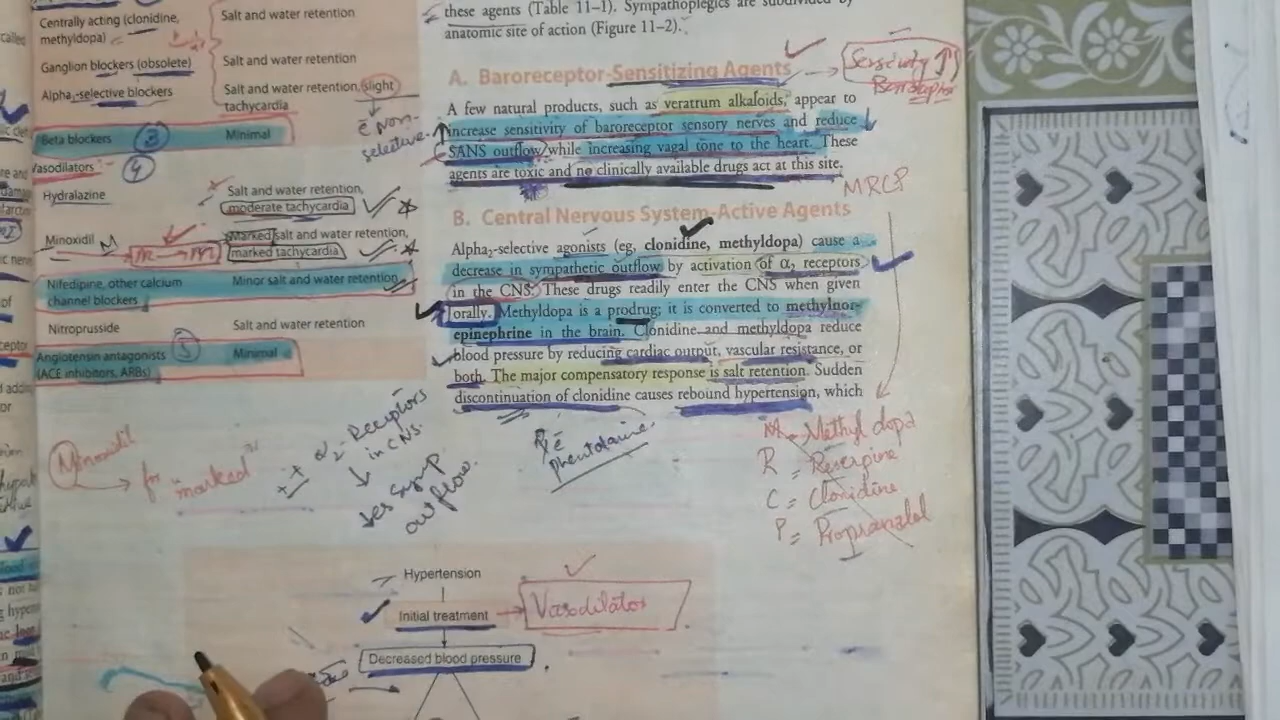 Centrally acting (clonidine,
methyldopa)
Salt and water retention
Ganglion blockers (obsolete)
Salt and water retention
Alpha₁-selective blockers
Salt and water retention, slight
tachycardia
c̄ Non-
selective.
Beta blockers
3
Minimal
Vasodilators
4
Hydralazine
Salt and water retention,
moderate tachycardia
Minoxidil
M
m → m
Marked salt and water retention,
marked tachycardia
Nifedipine, other calcium
channel blockers
Minor salt and water retention
Nitroprusside
Salt and water retention
Angiotensin antagonists
(ACE inhibitors, ARBs)
5
Minimal
Minoxidil
for "marked"
α₂-Receptors
in CNS.
↓es Symp
outflow.
these agents (Table 11–1). Sympathoplegics are subdivided by
anatomic site of action (Figure 11–2).
A. Baroreceptor-Sensitizing Agents
Sensitivity ↑
A few natural products, such as veratrum alkaloids, appear to
increase sensitivity of baroreceptor sensory nerves and reduce
SANS outflow while increasing vagal tone to the heart. These
agents are toxic and no clinically available drugs act at this site.
MRCP
B. Central Nervous System-Active Agents
Alpha₂-selective agonists (eg, clonidine, methyldopa) cause a
decrease in sympathetic outflow by activation of α₂ receptors
in the CNS. These drugs readily enter the CNS when given
orally. Methyldopa is a prodrug; it is converted to methylnor-
epinephrine in the brain. Clonidine and methyldopa reduce
blood pressure by reducing cardiac output, vascular resistance, or
both. The major compensatory response is salt retention. Sudden
discontinuation of clonidine causes rebound hypertension, which
M = Methyl dopa
R = Reserpine
C = Clonidine
P = Propranolol
Hypertension
Initial treatment
Vasodilator
Decreased blood pressure